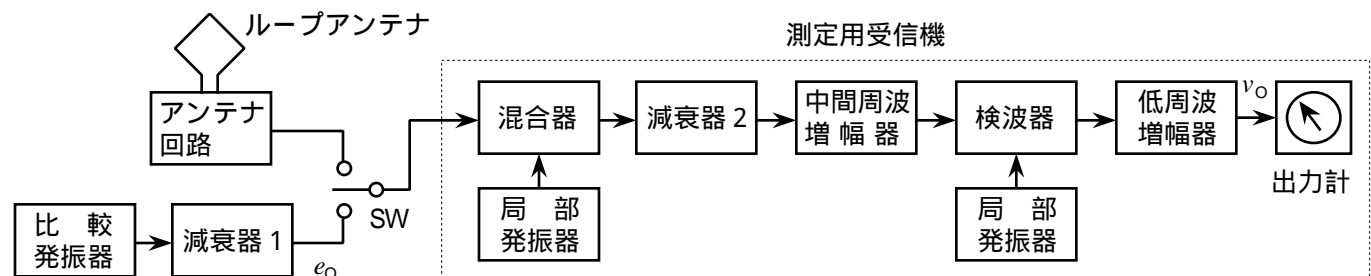 ループアンテナ
測定用受信機
アンテナ
回路
混合器
減衰器 2
中間周波
増 幅 器
検波器
低周波
増幅器
v_O
出力計
SW
局 部
発振器
局 部
発振器
比 較
発振器
減衰器 1
e_O